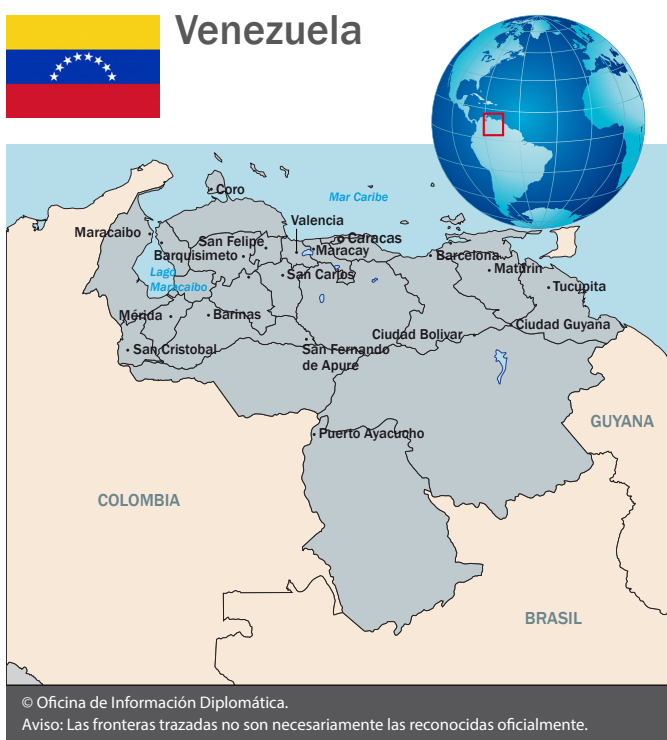 Venezuela
Coro
Mar Caribe
Valencia
Maracaibo
San Felipe
Caracas
Maracay
Barquisimeto
Barcelona
Lago
Maracaibo
San Carlos
Maturín
Tucupita
Mérida
Barinas
Ciudad Bolivar
Ciudad Guyana
San Cristobal
San Fernando
de Apure
GUYANA
Puerto Ayacucho
COLOMBIA
BRASIL
© Oficina de Información Diplomática.
Aviso: Las fronteras trazadas no son necesariamente las reconocidas oficialmente.